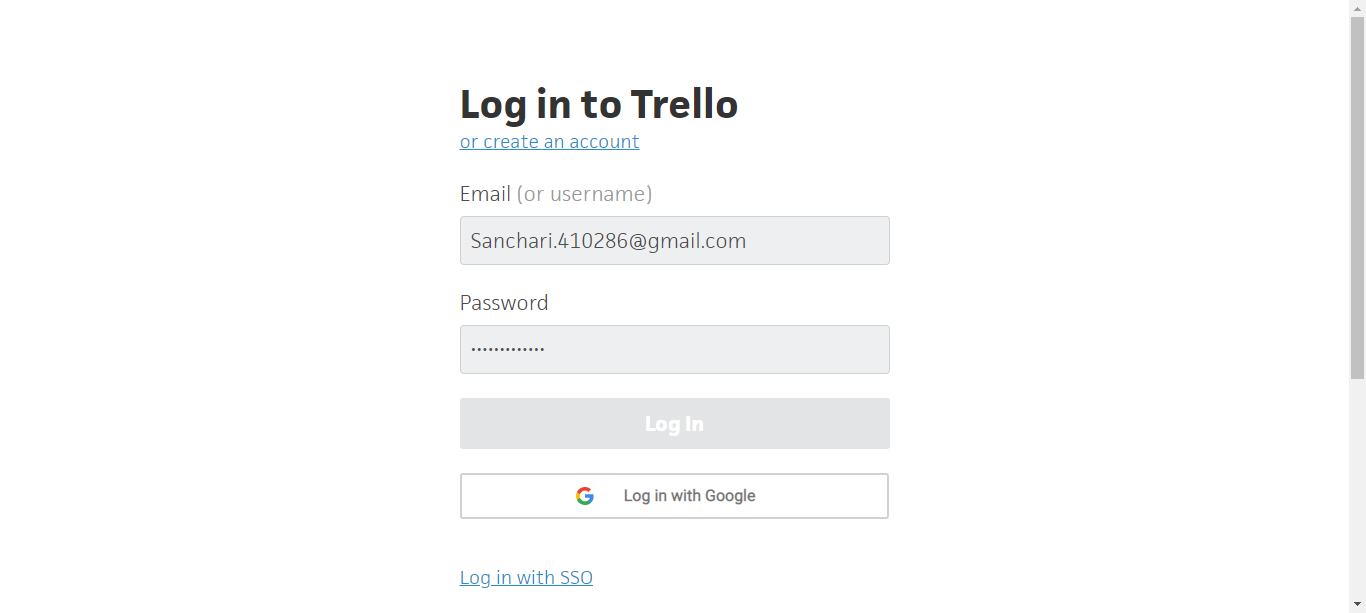 Log in to Trello
or create an account
Email (or username)
Sanchari.410286@gmail.com
Password
•••••••••••••
Log In
Log in with Google
Log in with SSO